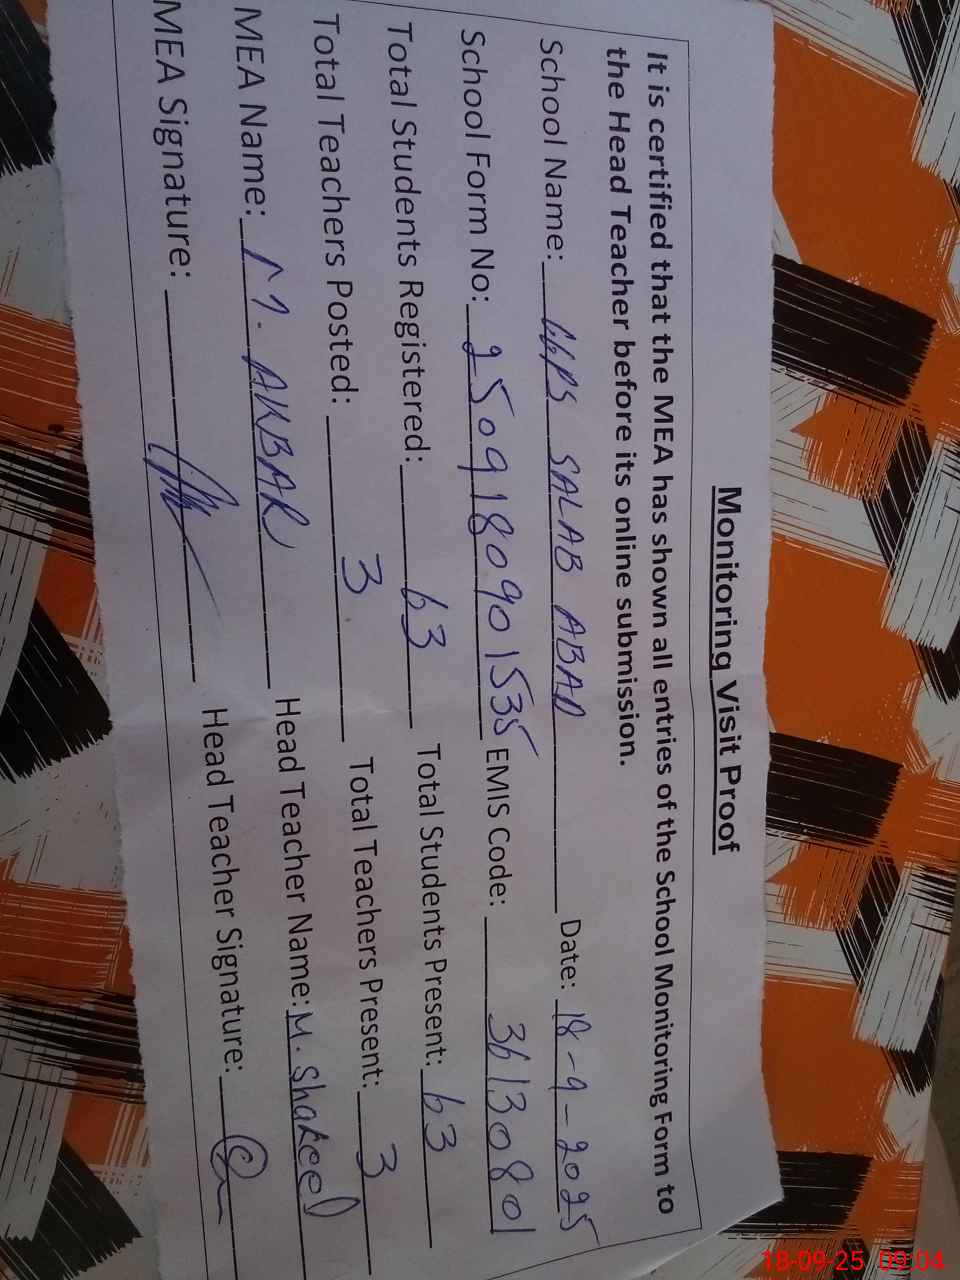 Monitoring Visit Proof
It is certified that the MEA has shown all entries of the School Monitoring Form to
the Head Teacher before its online submission.
School Name: GGPS SALAB ABAD Date: 18-9-2025
School Form No: 25091809901535 EMIS Code: 36130801
Total Students Registered: 63 Total Students Present: 63
Total Teachers Posted: 3 Total Teachers Present: 3
MEA Name: M. AKBAR Head Teacher Name: M. Shakeel
MEA Signature: Head Teacher Signature:
18-09-25 09:04